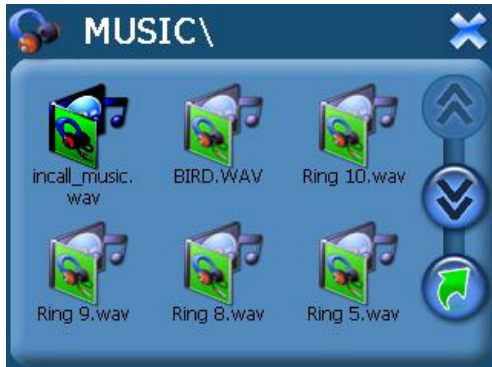 MUSIC\
incall_music.
wav
BIRD.WAV
Ring 10.wav
Ring 9.wav
Ring 8.wav
Ring 5.wav